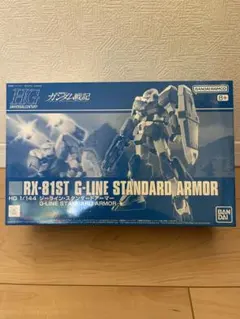 HG
ガンダム戦記
RX-81ST G-LINE STANDARD ARMOR
HG 1/144 ジーライン・スタンダードアーマー
G-LINE STANDARD ARMOR
BANDAI